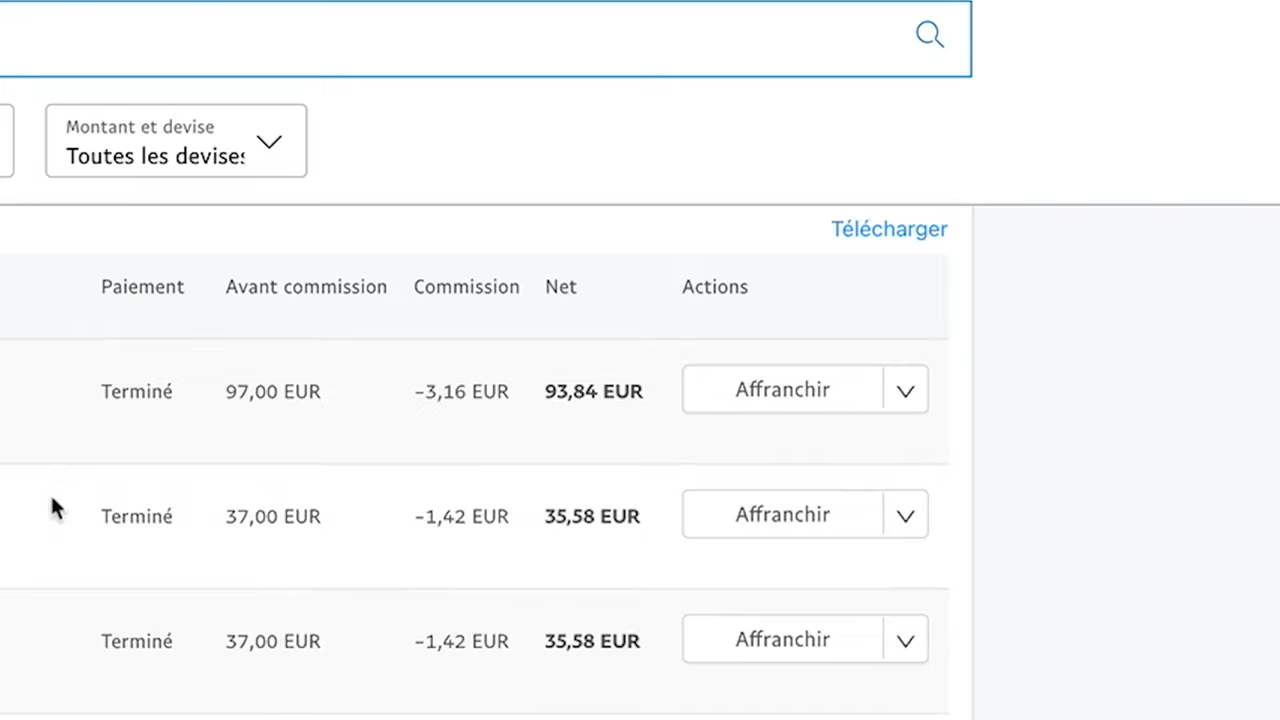 Montant et devise
Toutes les devises
Télécharger
Paiement Avant commission Commission Net Actions
Terminé 97,00 EUR -3,16 EUR 93,84 EUR Affranchir
Terminé 37,00 EUR -1,42 EUR 35,58 EUR Affranchir
Terminé 37,00 EUR -1,42 EUR 35,58 EUR Affranchir